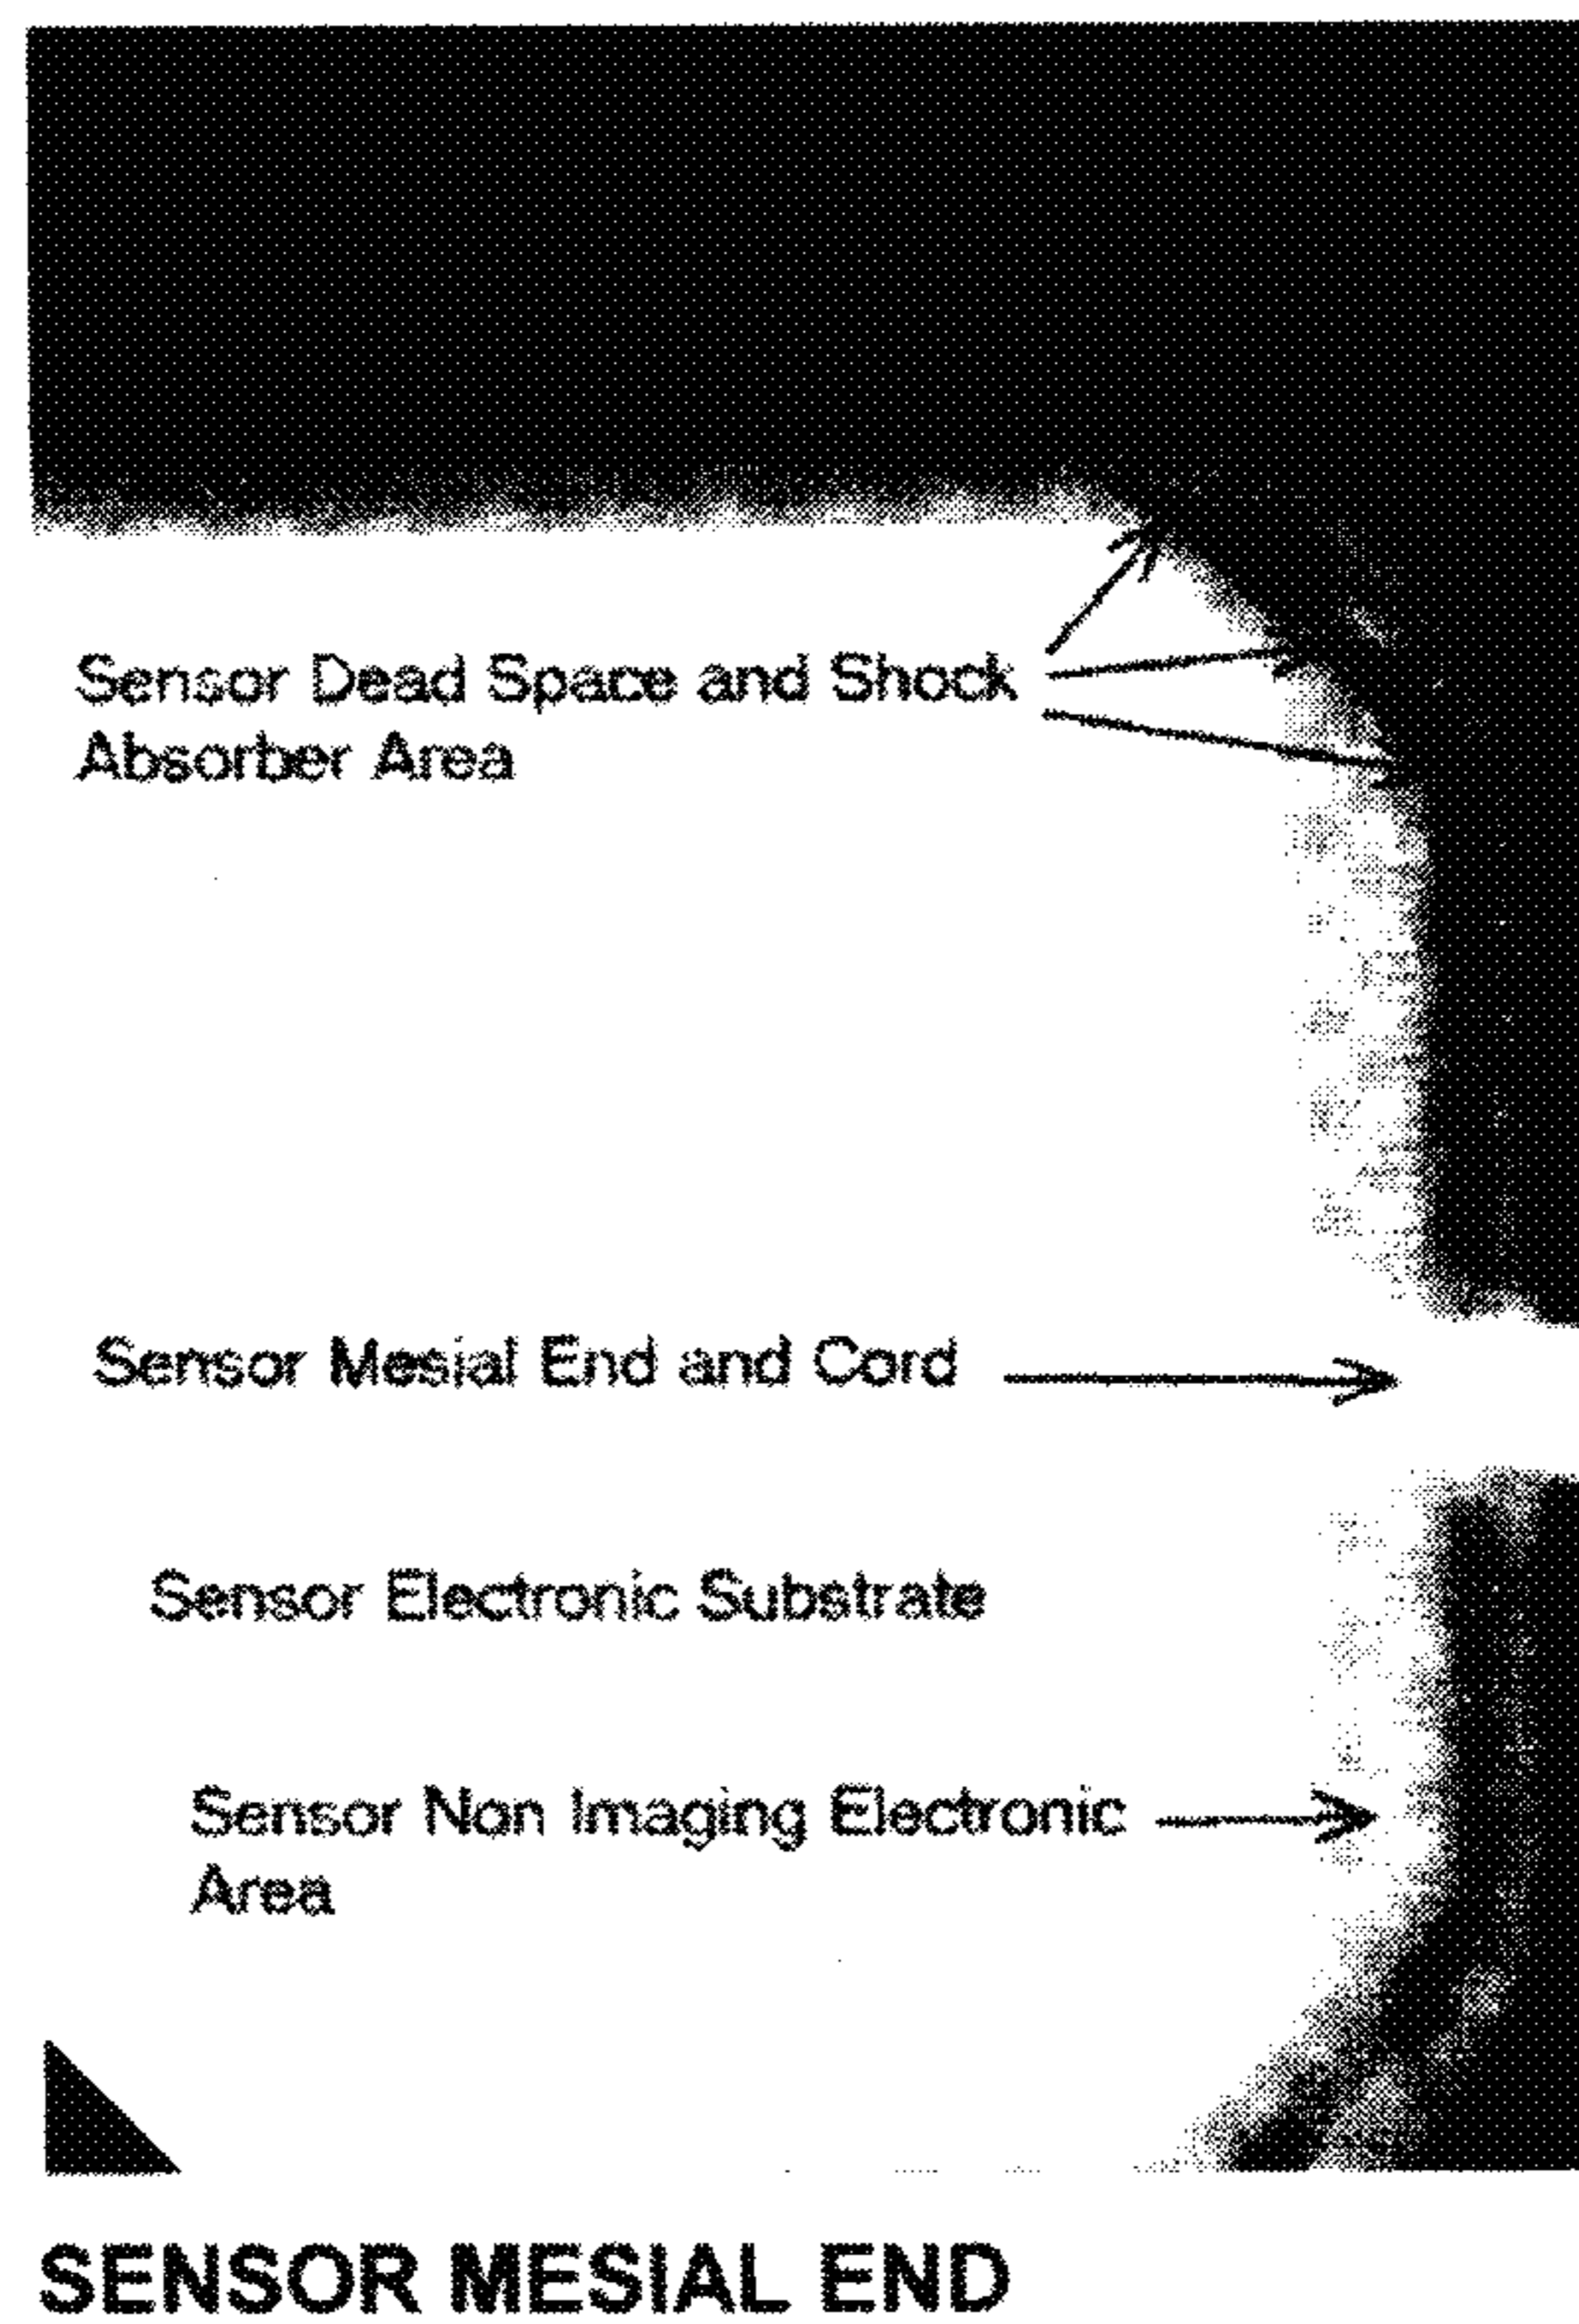 Sensor Dead Space and Shock
Absorber Area
Sensor Mesial End and Cord
Sensor Electronic Substrate
Sensor Non Imaging Electronic
Area
SENSOR MESIAL END